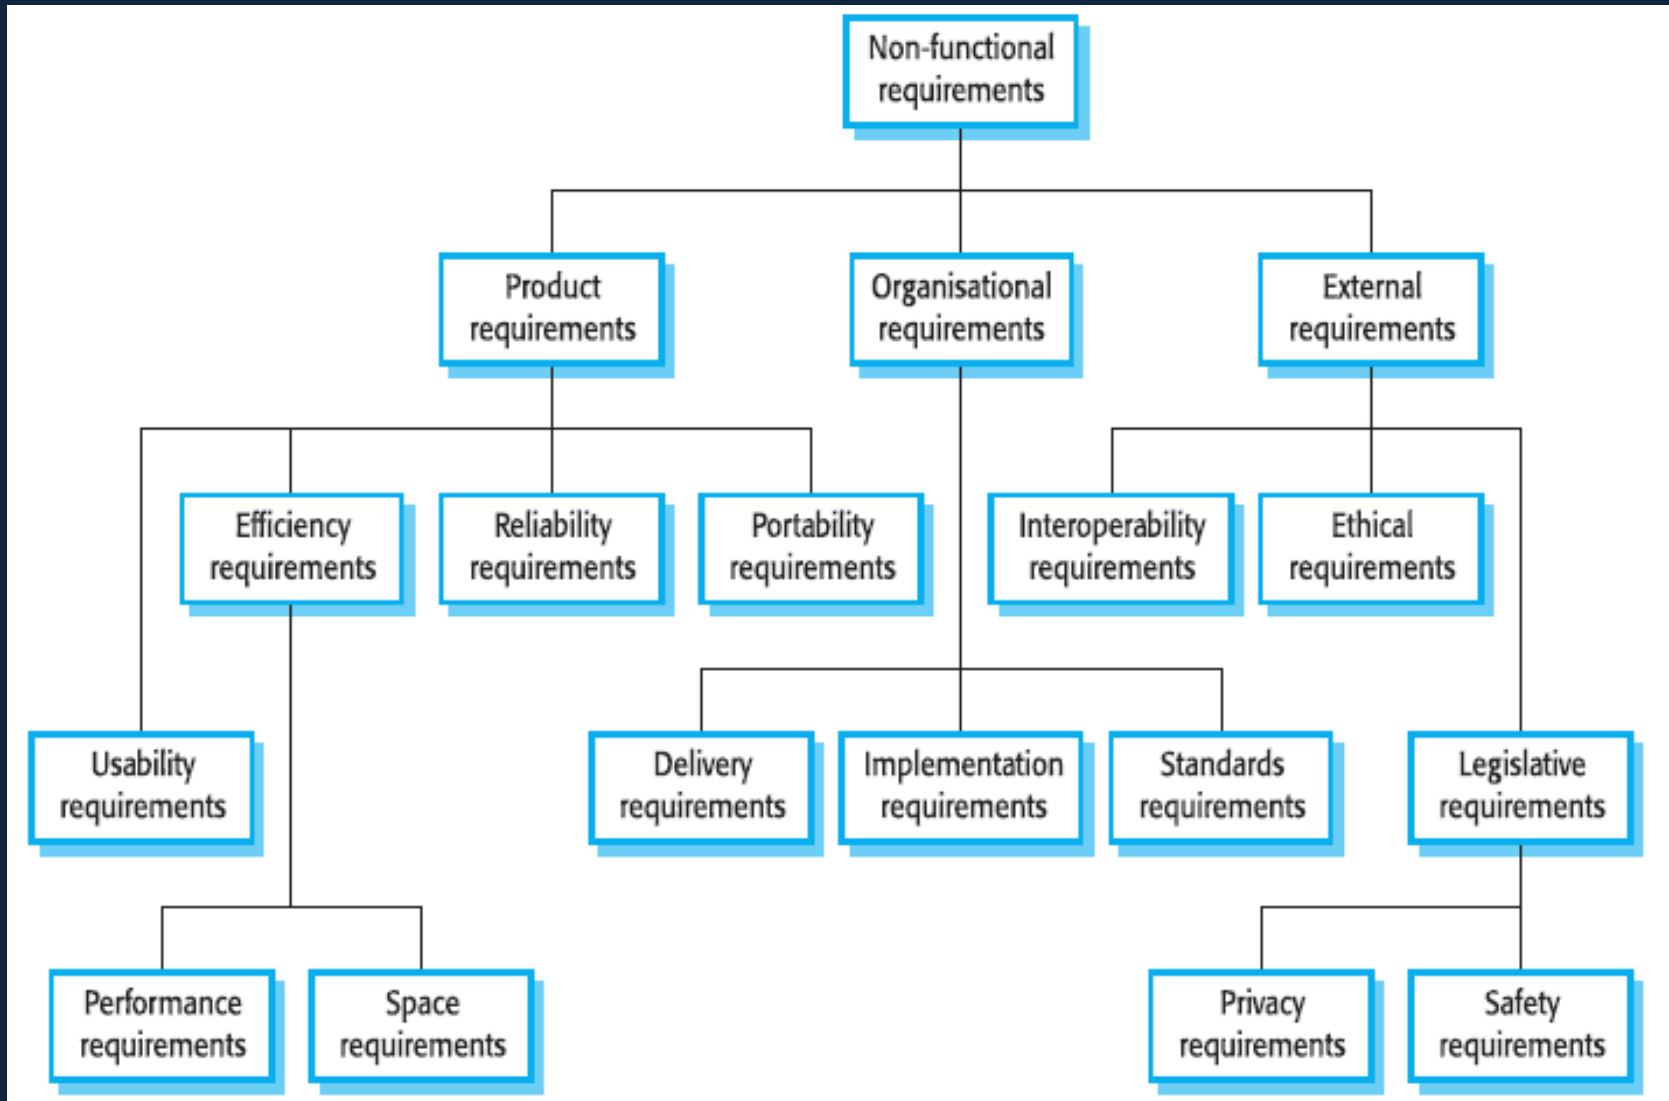 Non-functional
requirements
Product
requirements
Organisational
requirements
External
requirements
Efficiency
requirements
Reliability
requirements
Portability
requirements
Interoperability
requirements
Ethical
requirements
Usability
requirements
Delivery
requirements
Implementation
requirements
Standards
requirements
Legislative
requirements
Performance
requirements
Space
requirements
Privacy
requirements
Safety
requirements